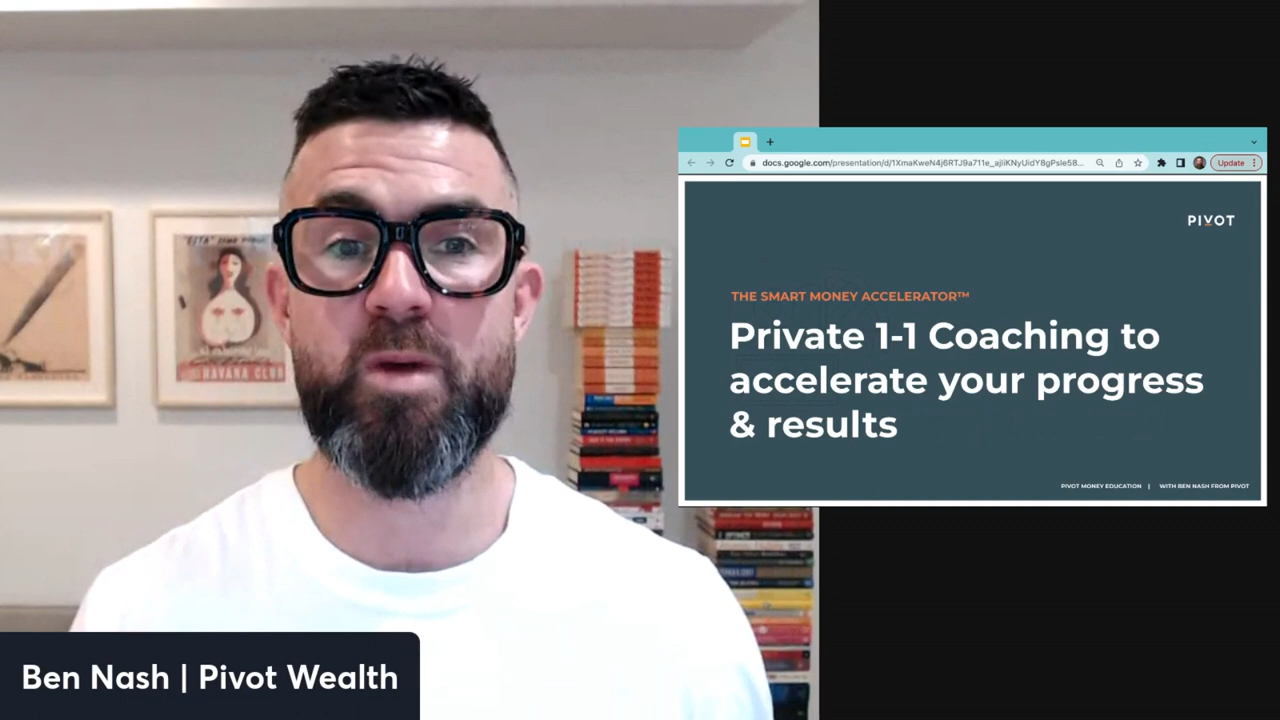 docs.google.com/presentation/d/1XmaKweN4j6RTJ9a711e_ajliKNyUidY8gPsle58...
Update
PIVOT
THE SMART MONEY ACCELERATOR™
Private 1-1 Coaching to
accelerate your progress
& results
PIVOT MONEY EDUCATION | WITH BEN NASH FROM PIVOT
HAVANA CLUB
Ben Nash | Pivot Wealth